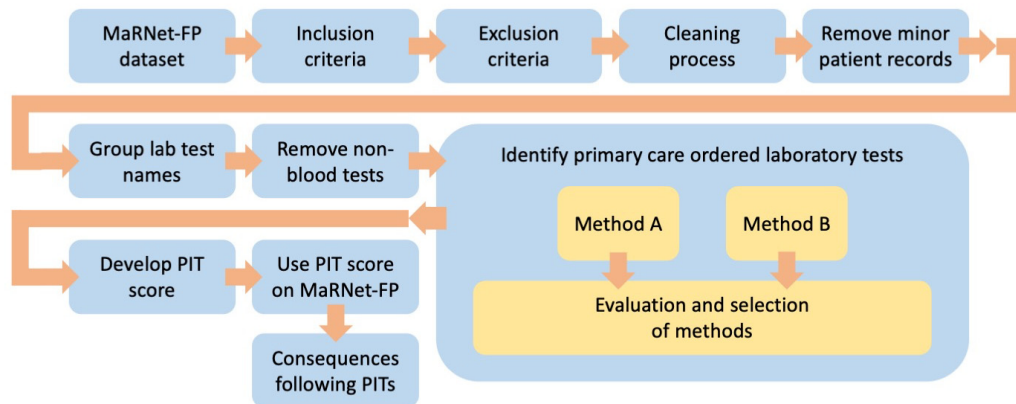 MaRNet-FP
dataset
Inclusion
criteria
Exclusion
criteria
Cleaning
process
Remove minor
patient records
Group lab test
names
Remove non-
blood tests
Identify primary care ordered laboratory tests
Method A
Method B
Evaluation and selection
of methods
Develop PIT
score
Use PIT score
on MaRNet-FP
Consequences
following PITs